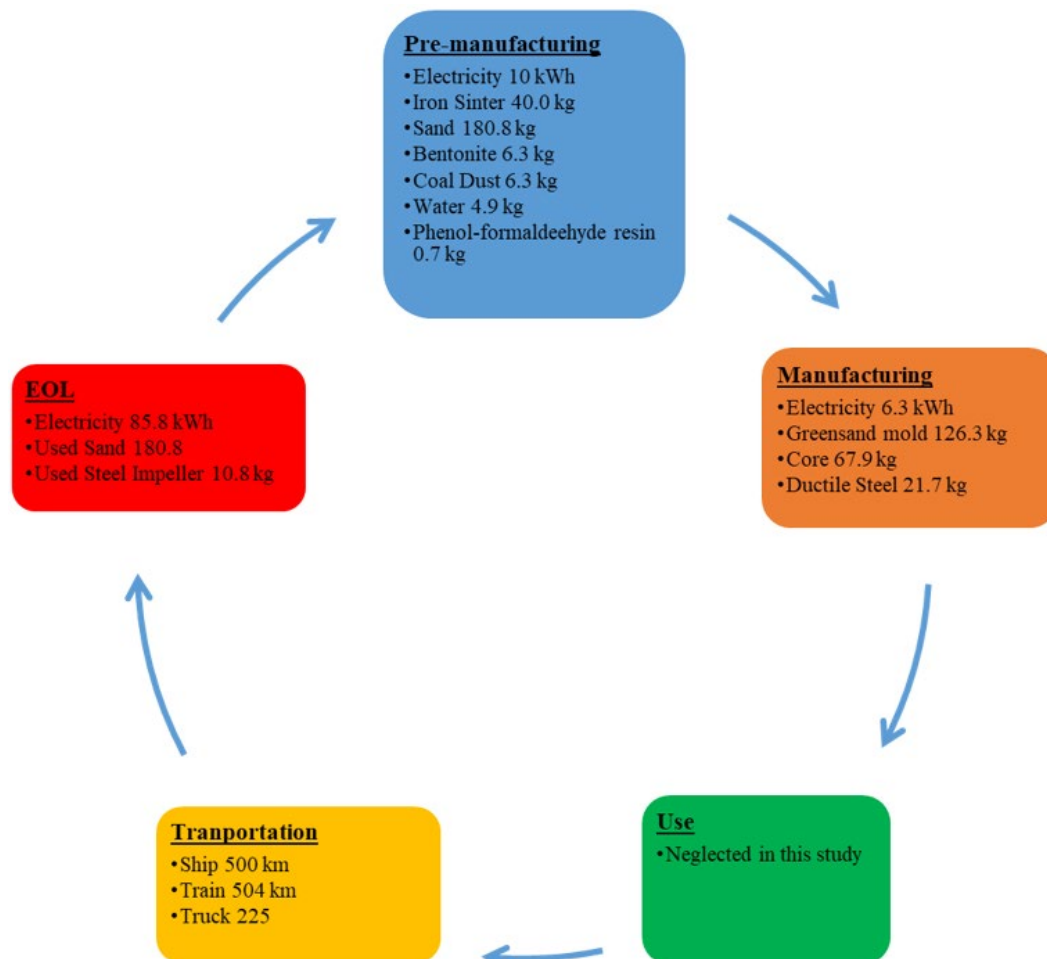 Pre-manufacturing
•Electricity 10 kWh
•Iron Sinter 40.0 kg
•Sand 180.8 kg
•Bentonite 6.3 kg
•Coal Dust 6.3 kg
•Water 4.9 kg
•Phenol-formaldeehyde resin
0.7 kg
Manufacturing
•Electricity 6.3 kWh
•Greensand mold 126.3 kg
•Core 67.9 kg
•Ductile Steel 21.7 kg
Use
•Neglected in this study
Tranportation
•Ship 500 km
•Train 504 km
•Truck 225
EOL
•Electricity 85.8 kWh
•Used Sand 180.8
•Used Steel Impeller 10.8 kg